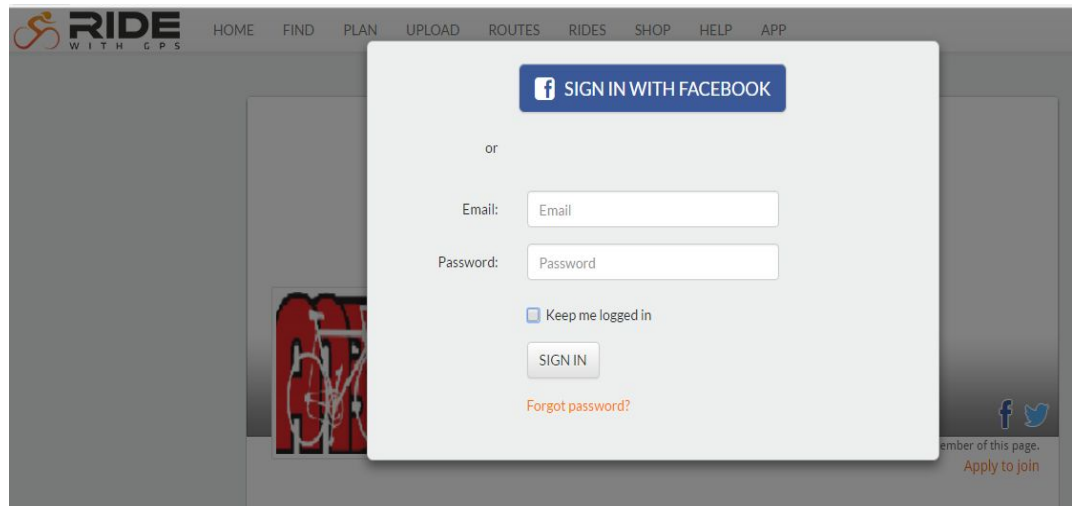 RIDE
WITH GPS
HOME FIND PLAN UPLOAD ROUTES RIDES SHOP HELP APP
SIGN IN WITH FACEBOOK
or
Email: Email
Password: Password
Keep me logged in
SIGN IN
Forgot password?
of this page.
Apply to join